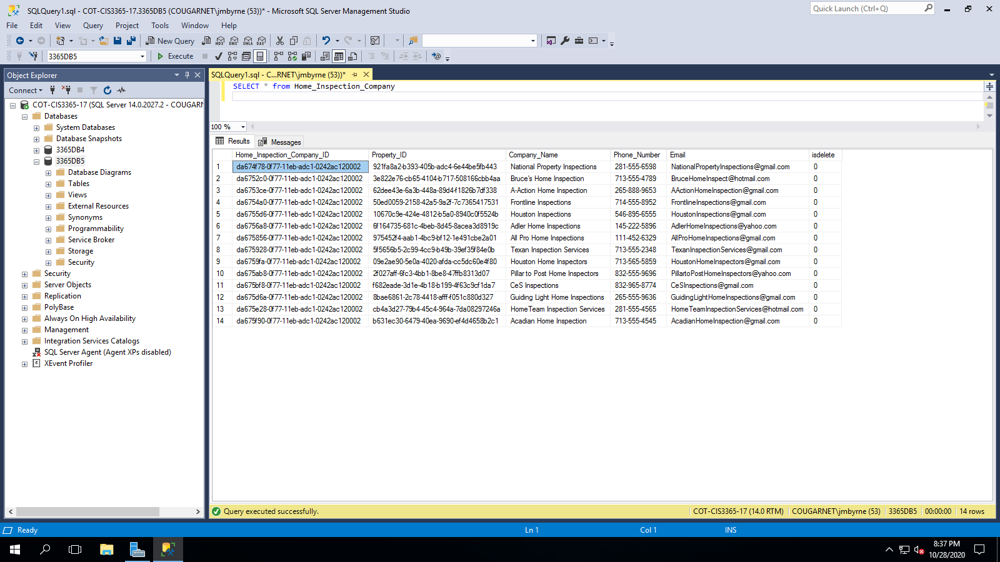 SQLQuery1.sql - COT-CIS3365-17.3365DB5 (COUGARNET\jmbyrne (53))* - Microsoft SQL Server Management Studio
Quick Launch (Ctrl+Q)
File Edit View Query Project Tools Window Help
New Query MDX DMX XMLA DAX
3365DB5 Execute
Object Explorer
SQLQuery1.sql - C...RNET\jmbyrne (53))*
Connect
SELECT * from Home_Inspection_Company
COT-CIS3365-17 (SQL Server 14.0.2027.2 - COUGARN
Databases
System Databases
Database Snapshots
3365DB4
3365DB5
Database Diagrams
Tables
Views
External Resources
Synonyms
Programmability
Service Broker
Storage
Security
Security
Server Objects
Replication
PolyBase
Always On High Availability
Management
Integration Services Catalogs
SQL Server Agent (Agent XPs disabled)
XEvent Profiler
100 %
Results Messages
Home_Inspection_Company_ID Property_ID Company_Name Phone_Number Email isdelete
1 da674f78-0f77-11eb-adc1-0242ac120002 921fa8a2-b393-405b-adc4-6e44be5fb443 National Property Inspections 281-555-6598 NationalPropertyInspections@gmail.com 0
2 da6752c0-0f77-11eb-adc1-0242ac120002 3e822e76-cb65-4104-b717-508166cbb4aa Bruce's Home Inspection 713-555-4789 BruceHomeInspect@hotmail.com 0
3 da6753ce-0f77-11eb-adc1-0242ac120002 62dee43e-6a3b-448a-89d4-f1826b7df338 A-Action Home Inspection 265-888-9653 AActionHomeInspection@gmail.com 0
4 da6754a0-0f77-11eb-adc1-0242ac120002 50ed0059-2158-42a5-9a2f-7c7365417531 Frontline Inspections 714-555-8952 FrontlineInspections@gmail.com 0
5 da6755d6-0f77-11eb-adc1-0242ac120002 10670c9e-424e-4812-b5a0-8940c0f5524b Houston Inspections 546-895-6555 HoustonInspections@gmail.com 0
6 da6756a8-0f77-11eb-adc1-0242ac120002 6f164735-681c-4beb-8d45-8acea3d8919c Adler Home Inspections 145-222-5896 AdlerHomeInspections@yahoo.com 0
7 da675856-0f77-11eb-adc1-0242ac120002 975452f4-aab1-4bc9-bf12-1e491cbe2a01 All Pro Home Inspections 111-452-6329 AllProHomeInspections@gmail.com 0
8 da675928-0f77-11eb-adc1-0242ac120002 5f5656b5-2c99-4cc9-b49b-39ef35f84e0b Texan Inspection Services 713-555-2348 TexanInspectionServices@gmail.com 0
9 da6759fa-0f77-11eb-adc1-0242ac120002 09e2ae90-5e0a-4020-afda-cc5dc60e4f80 Houston Home Inspectors 713-565-5859 HoustonHomeInspectors@gmail.com 0
10 da675ab8-0f77-11eb-adc1-0242ac120002 2f027aff-6fc3-4bb1-8be8-47ffb8313d07 Pillar to Post Home Inspectors 832-555-9696 PillartoPostHomeInspectors@yahoo.com 0
11 da675bf8-0f77-11eb-adc1-0242ac120002 f682eade-3d1e-4b18-b199-4f63c9cf1da7 CeS Inspections 832-965-8774 CeSInspections@gmail.com 0
12 da675d6a-0f77-11eb-adc1-0242ac120002 8bae6861-2c78-4418-afff-f051c880d327 Guiding Light Home Inspections 265-555-9636 GuidingLightHomeInspections@gmail.com 0
13 da675e28-0f77-11eb-adc1-0242ac120002 cb4a3d27-79b4-45c4-964a-7da08297246a HomeTeam Inspection Services 281-555-4565 HomeTeamInspectionServices@hotmail.com 0
14 da675f90-0f77-11eb-adc1-0242ac120002 b631ec30-6479-40ea-9690-ef4d4658b2c1 Acadian Home Inspection 713-555-4545 AcadianHomeInspection@gmail.com 0
Query executed successfully. COT-CIS3365-17 (14.0 RTM) COUGARNET\jmbyrne (53) 3365DB5 00:00:00 14 rows
Ready Ln 1 Col 1 INS
8:37 PM
10/28/2020